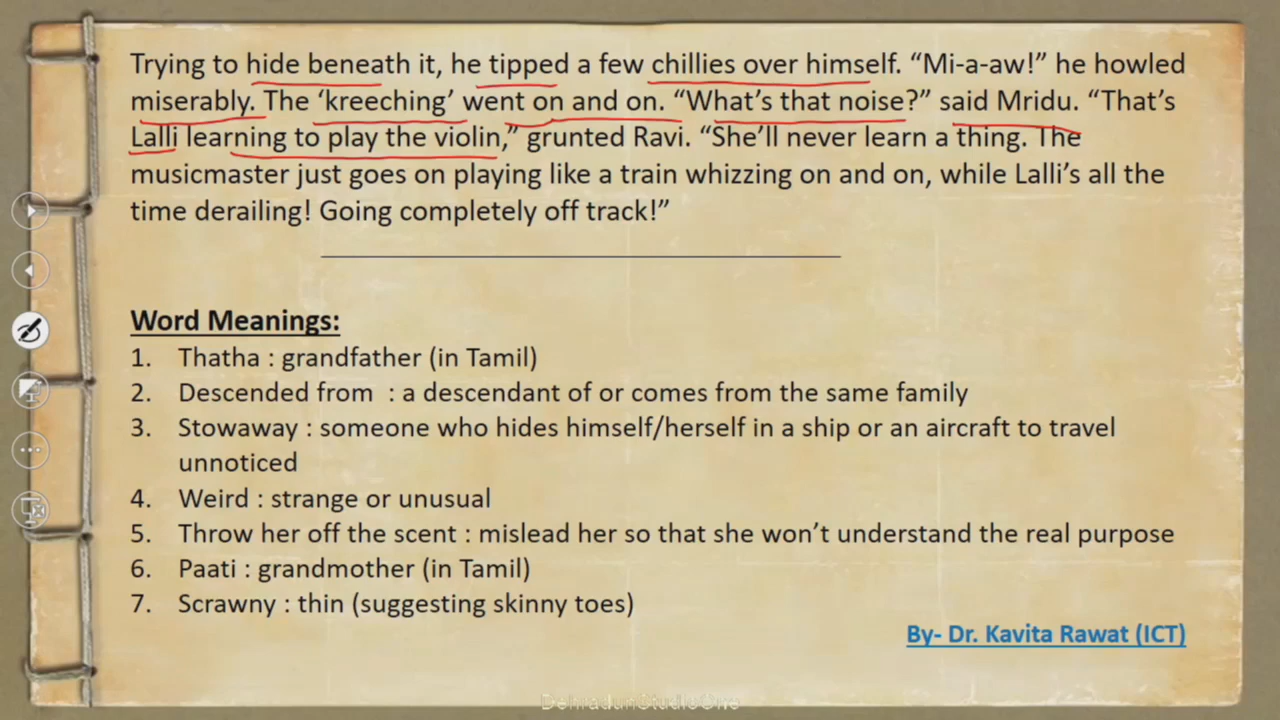 Trying to hide beneath it, he tipped a few chillies over himself. “Mi-a-aw!” he howled
miserably. The ‘kreeching’ went on and on. “What’s that noise?” said Mridu. “That’s
Lalli learning to play the violin,” grunted Ravi. “She’ll never learn a thing. The
musicmaster just goes on playing like a train whizzing on and on, while Lalli’s all the
time derailing! Going completely off track!”
Word Meanings:
1. Thatha : grandfather (in Tamil)
2. Descended from : a descendant of or comes from the same family
3. Stowaway : someone who hides himself/herself in a ship or an aircraft to travel
unnoticed
4. Weird : strange or unusual
5. Throw her off the scent : mislead her so that she won’t understand the real purpose
6. Paati : grandmother (in Tamil)
7. Scrawny : thin (suggesting skinny toes)
By- Dr. Kavita Rawat (ICT)
DehradunStudioOne